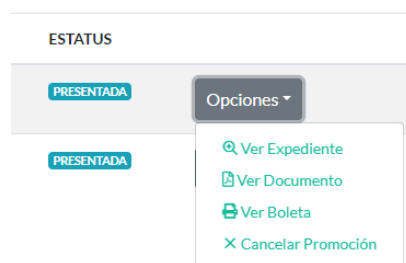 ESTATUS
PRESENTADA
Opciones
Ver Expediente
PRESENTADA
Ver Documento
Ver Boleta
Cancelar Promoción